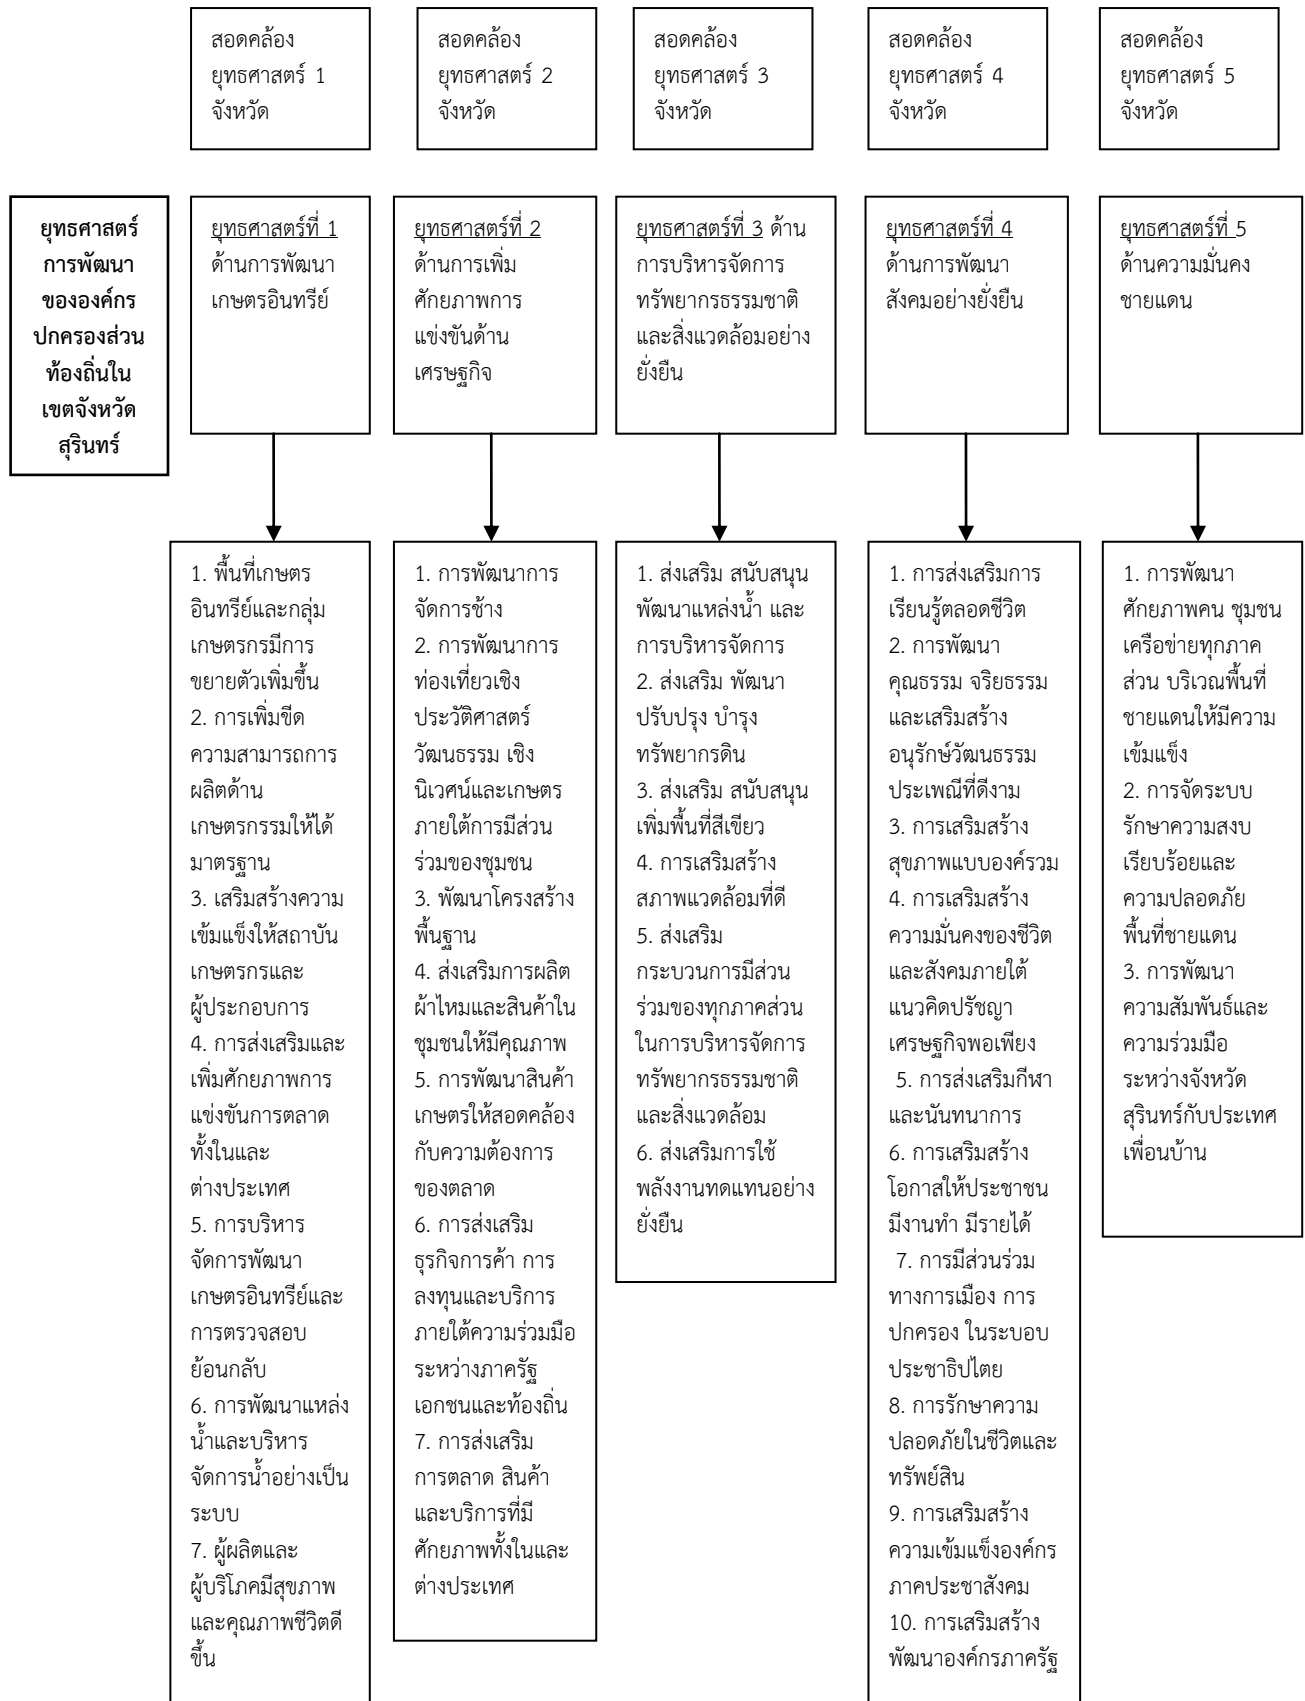 สอดคล้อง
ยุทธศาสตร์ 1
จังหวัด
สอดคล้อง
ยุทธศาสตร์ 2
จังหวัด
สอดคล้อง
ยุทธศาสตร์ 3
จังหวัด
สอดคล้อง
ยุทธศาสตร์ 4
จังหวัด
สอดคล้อง
ยุทธศาสตร์ 5
จังหวัด
ยุทธศาสตร์
การพัฒนา
ขององค์กร
ปกครองส่วน
ท้องถิ่นใน
เขตจังหวัด
สุรินทร์
ยุทธศาสตร์ที่ 1
ด้านการพัฒนา
เกษตรอินทรีย์
ยุทธศาสตร์ที่ 2
ด้านการเพิ่ม
ศักยภาพการ
แข่งขันด้าน
เศรษฐกิจ
ยุทธศาสตร์ที่ 3 ด้าน
การบริหารจัดการ
ทรัพยากรธรรมชาติ
และสิ่งแวดล้อมอย่าง
ยั่งยืน
ยุทธศาสตร์ที่ 4
ด้านการพัฒนา
สังคมอย่างยั่งยืน
ยุทธศาสตร์ที่ 5
ด้านความมั่นคง
ชายแดน
1. พื้นที่เกษตร
อินทรีย์และกลุ่ม
เกษตรกรมีการ
ขยายตัวเพิ่มขึ้น
2. การเพิ่มขีด
ความสามารถการ
ผลิตด้าน
เกษตรกรรมให้ได้
มาตรฐาน
3. เสริมสร้างความ
เข้มแข็งให้สถาบัน
เกษตรกรและ
ผู้ประกอบการ
4. การส่งเสริมและ
เพิ่มศักยภาพการ
แข่งขันการตลาด
ทั้งในและ
ต่างประเทศ
5. การบริหาร
จัดการพัฒนา
เกษตรอินทรีย์และ
การตรวจสอบ
ย้อนกลับ
6. การพัฒนาแหล่ง
น้ำและบริหาร
จัดการน้ำอย่างเป็น
ระบบ
7. ผู้ผลิตและ
ผู้บริโภคมีสุขภาพ
และคุณภาพชีวิตดี
ขึ้น
1. การพัฒนาการ
จัดการช้าง
2. การพัฒนาการ
ท่องเที่ยวเชิง
ประวัติศาสตร์
วัฒนธรรม เชิง
นิเวศน์และเกษตร
ภายใต้การมีส่วน
ร่วมของชุมชน
3. พัฒนาโครงสร้าง
พื้นฐาน
4. ส่งเสริมการผลิต
ผ้าไหมและสินค้าใน
ชุมชนให้มีคุณภาพ
5. การพัฒนาสินค้า
เกษตรให้สอดคล้อง
กับความต้องการ
ของตลาด
6. การส่งเสริม
ธุรกิจการค้า การ
ลงทุนและบริการ
ภายใต้ความร่วมมือ
ระหว่างภาครัฐ
เอกชนและท้องถิ่น
7. การส่งเสริม
การตลาด สินค้า
และบริการที่มี
ศักยภาพทั้งในและ
ต่างประเทศ
1. ส่งเสริม สนับสนุน
พัฒนาแหล่งน้ำ และ
การบริหารจัดการ
2. ส่งเสริม พัฒนา
ปรับปรุง บำรุง
ทรัพยากรดิน
3. ส่งเสริม สนับสนุน
เพิ่มพื้นที่สีเขียว
4. การเสริมสร้าง
สภาพแวดล้อมที่ดี
5. ส่งเสริม
กระบวนการมีส่วน
ร่วมของทุกภาคส่วน
ในการบริหารจัดการ
ทรัพยากรธรรมชาติ
และสิ่งแวดล้อม
6. ส่งเสริมการใช้
พลังงานทดแทนอย่าง
ยั่งยืน
1. การส่งเสริมการ
เรียนรู้ตลอดชีวิต
2. การพัฒนา
คุณธรรม จริยธรรม
และเสริมสร้าง
อนุรักษ์วัฒนธรรม
ประเพณีที่ดีงาม
3. การเสริมสร้าง
สุขภาพแบบองค์รวม
4. การเสริมสร้าง
ความมั่นคงของชีวิต
และสังคมภายใต้
แนวคิดปรัชญา
เศรษฐกิจพอเพียง
5. การส่งเสริมกีฬา
และนันทนาการ
6. การเสริมสร้าง
โอกาสให้ประชาชน
มีงานทำ มีรายได้
7. การมีส่วนร่วม
ทางการเมือง การ
ปกครอง ในระบอบ
ประชาธิปไตย
8. การรักษาความ
ปลอดภัยในชีวิตและ
ทรัพย์สิน
9. การเสริมสร้าง
ความเข้มแข็งองค์กร
ภาคประชาสังคม
10. การเสริมสร้าง
พัฒนาองค์กรภาครัฐ
1. การพัฒนา
ศักยภาพคน ชุมชน
เครือข่ายทุกภาค
ส่วน บริเวณพื้นที่
ชายแดนให้มีความ
เข้มแข็ง
2. การจัดระบบ
รักษาความสงบ
เรียบร้อยและ
ความปลอดภัย
พื้นที่ชายแดน
3. การพัฒนา
ความสัมพันธ์และ
ความร่วมมือ
ระหว่างจังหวัด
สุรินทร์กับประเทศ
เพื่อนบ้าน